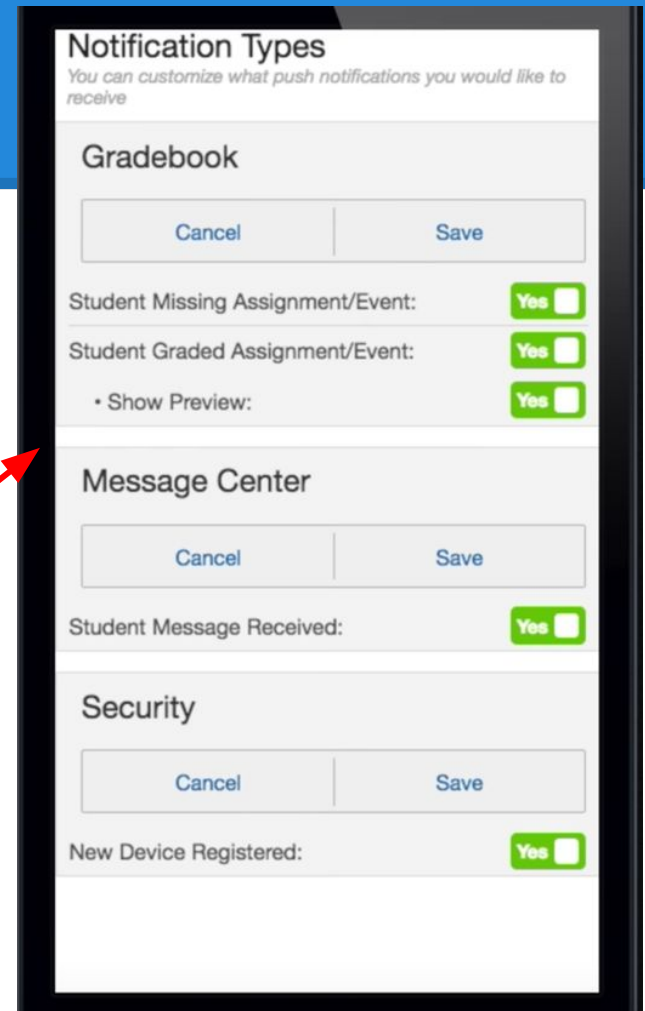 Notification Types
You can customize what push notifications you would like to
receive
Gradebook
Cancel Save
Student Missing Assignment/Event: Yes
Student Graded Assignment/Event: Yes
• Show Preview: Yes
Message Center
Cancel Save
Student Message Received: Yes
Security
Cancel Save
New Device Registered: Yes